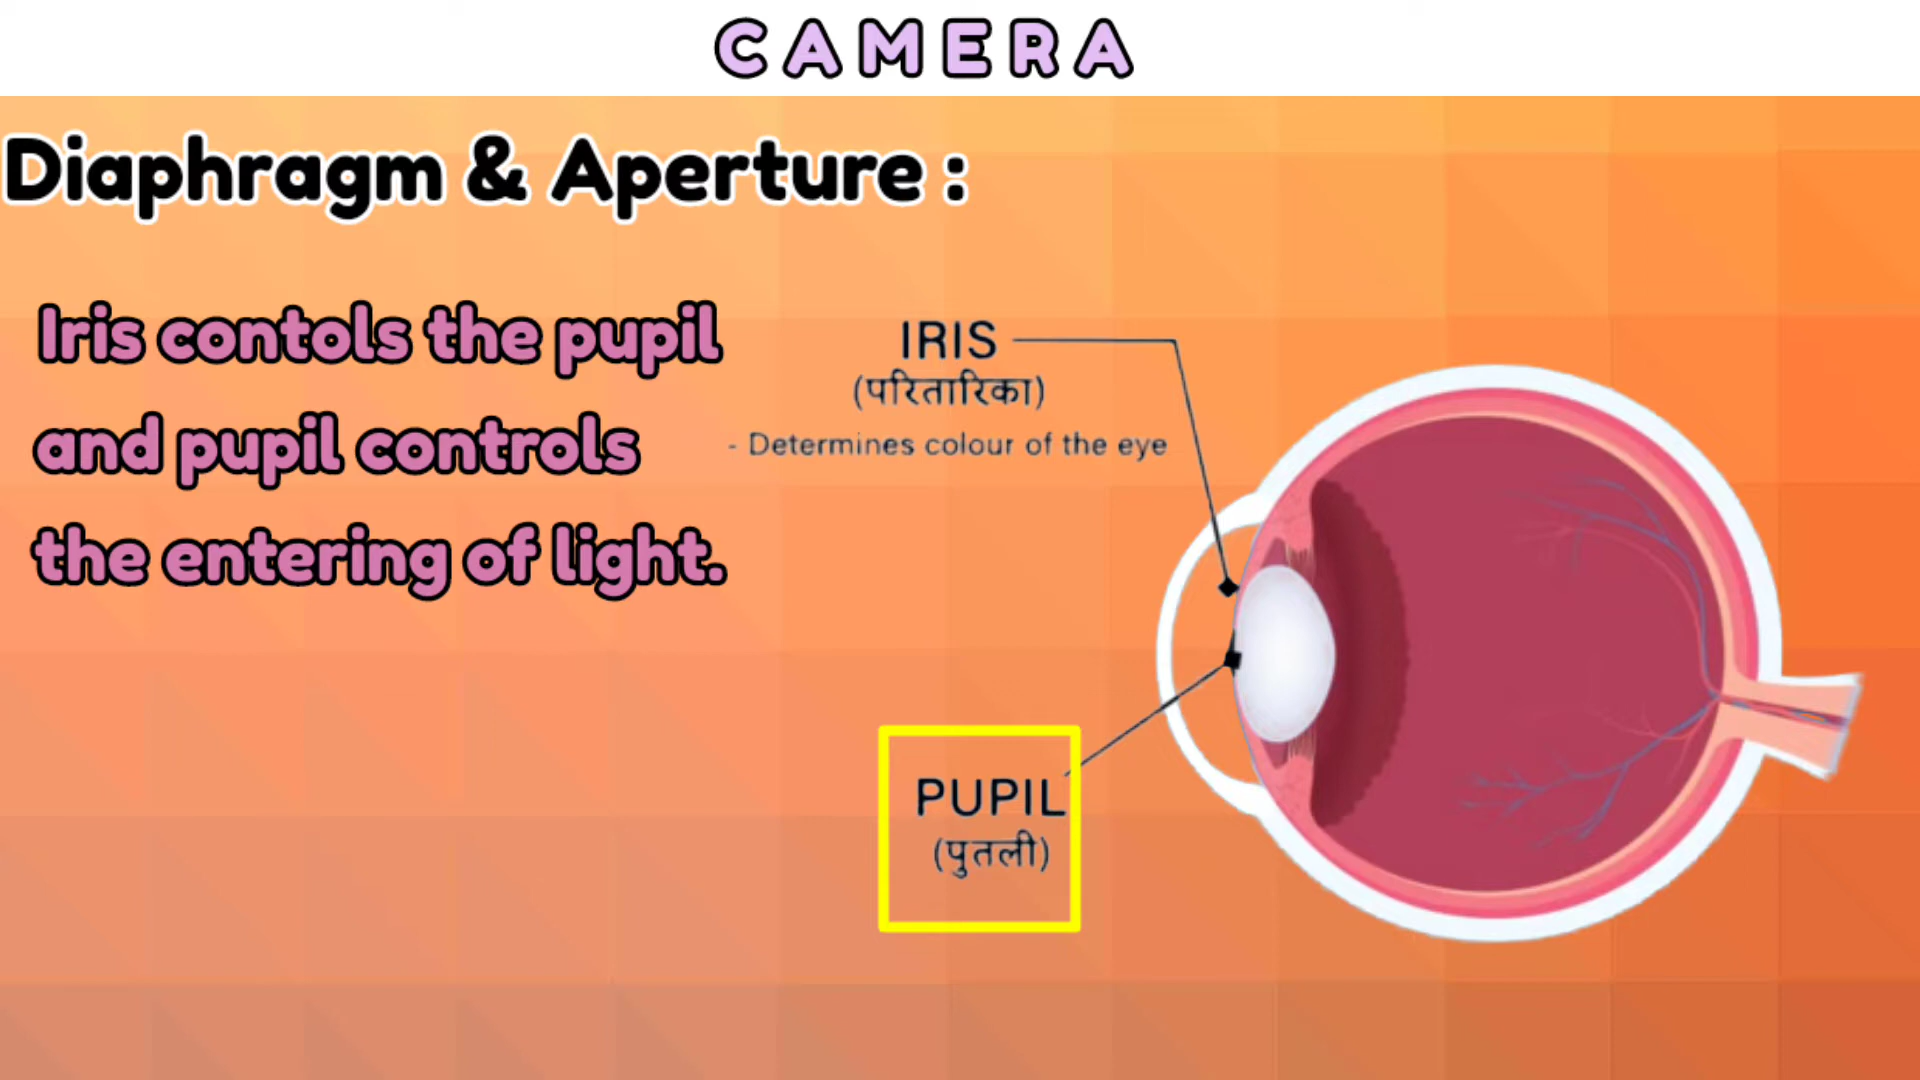 CAMERA
Diaphragm & Aperture :
Iris contols the pupil
and pupil controls
the entering of light.
IRIS
(परितारिका)
- Determines colour of the eye
PUPIL
(पुतली)